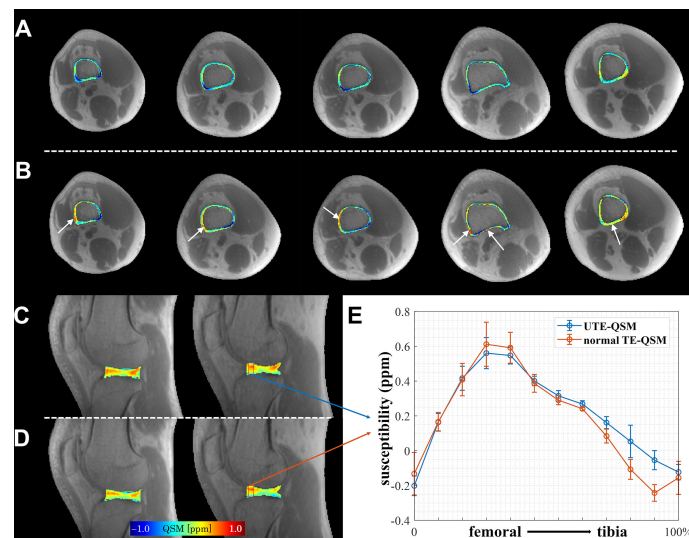 A
B
C
D
E
−1.0 QSM [ppm] 1.0
UTE-QSM
normal TE-QSM
susceptibility (ppm)
0.8
0.6
0.4
0.2
0
-0.2
-0.4
0 femoral tibia 100%